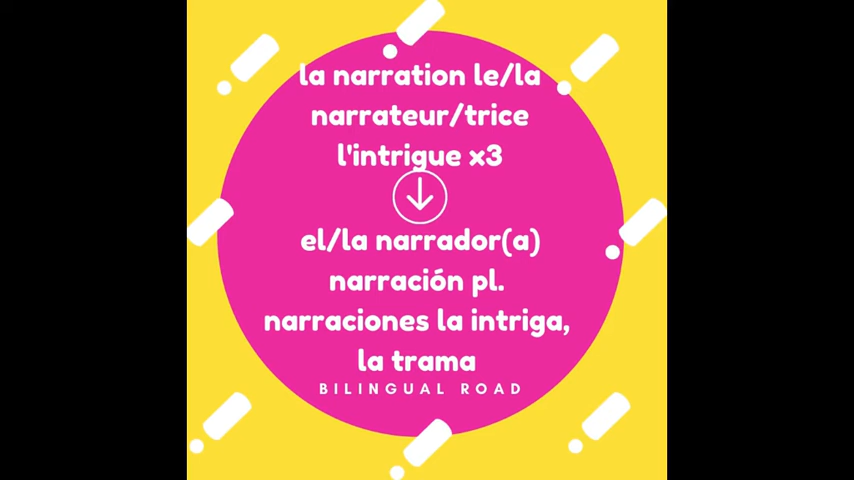 la narration le/la
narrateur/trice
l'intrigue x3
el/la narrador(a)
narración pl.
narraciones la intriga,
la trama
BILINGUAL ROAD